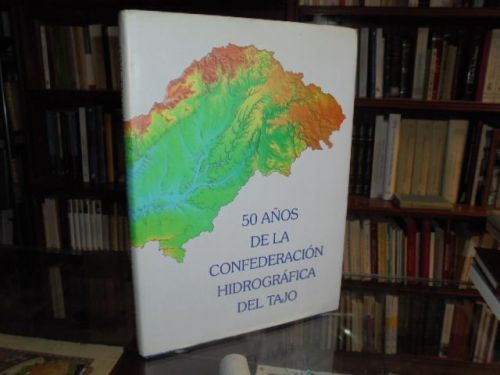 50 AÑOS
DE LA
CONFEDERACIÓN
HIDROGRÁFICA
DEL TAJO